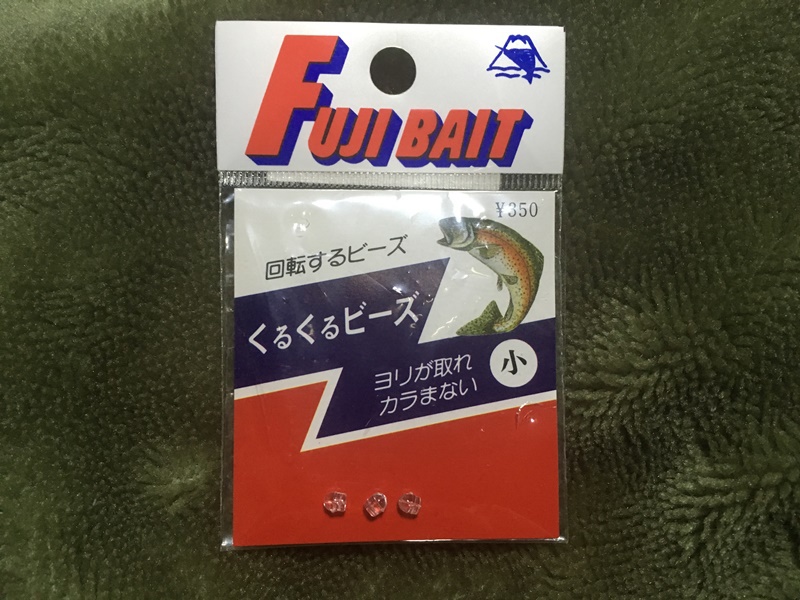 FUJI BAIT
¥350
回転するビーズ
くるくるビーズ
ヨリが取れ
カラまない
小